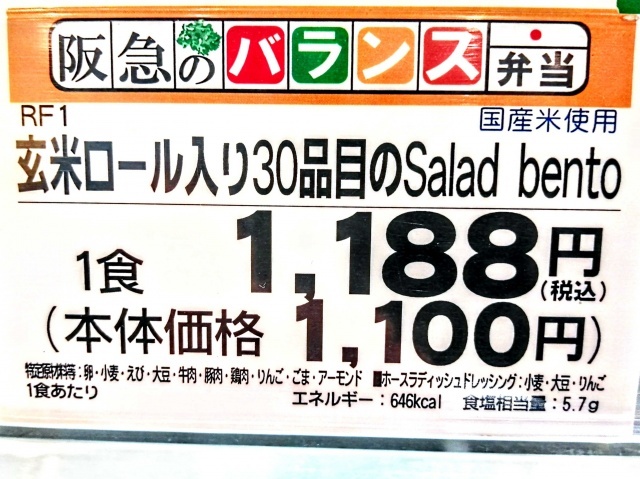 阪急のバランス弁当
RF1 国産米使用
玄米ロール入り30品目のSalad bento
1食 1,188円(税込)
(本体価格 1,100円)
特定原材料等:卵・小麦・えび・大豆・牛肉・豚肉・鶏肉・りんご・ごま・アーモンド ■ホースラディッシュドレッシング:小麦・大豆・りんご
1食あたり エネルギー:646kcal 食塩相当量:5.7g